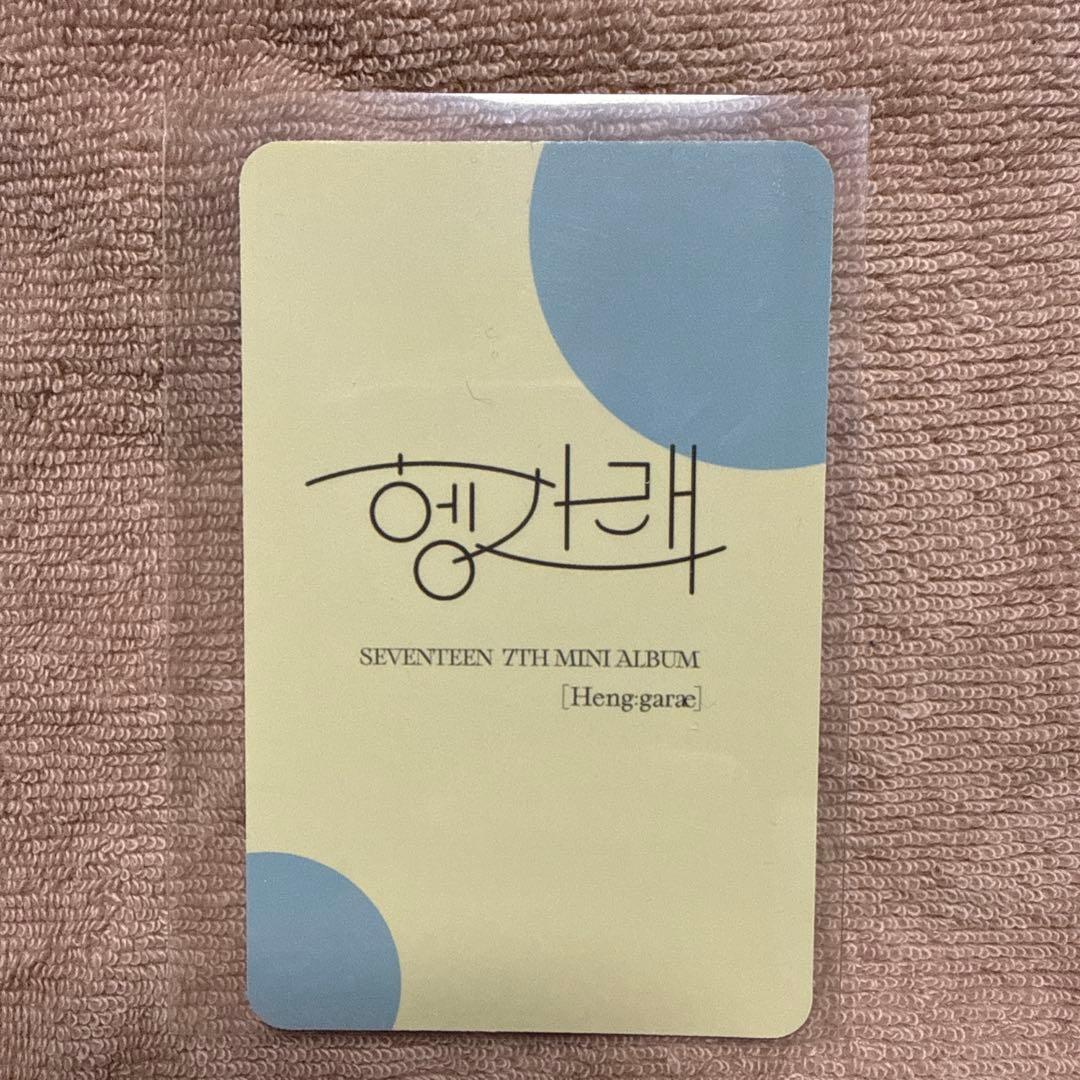 헹가래
SEVENTEEN 7TH MINI ALBUM
[Heng:garæ]